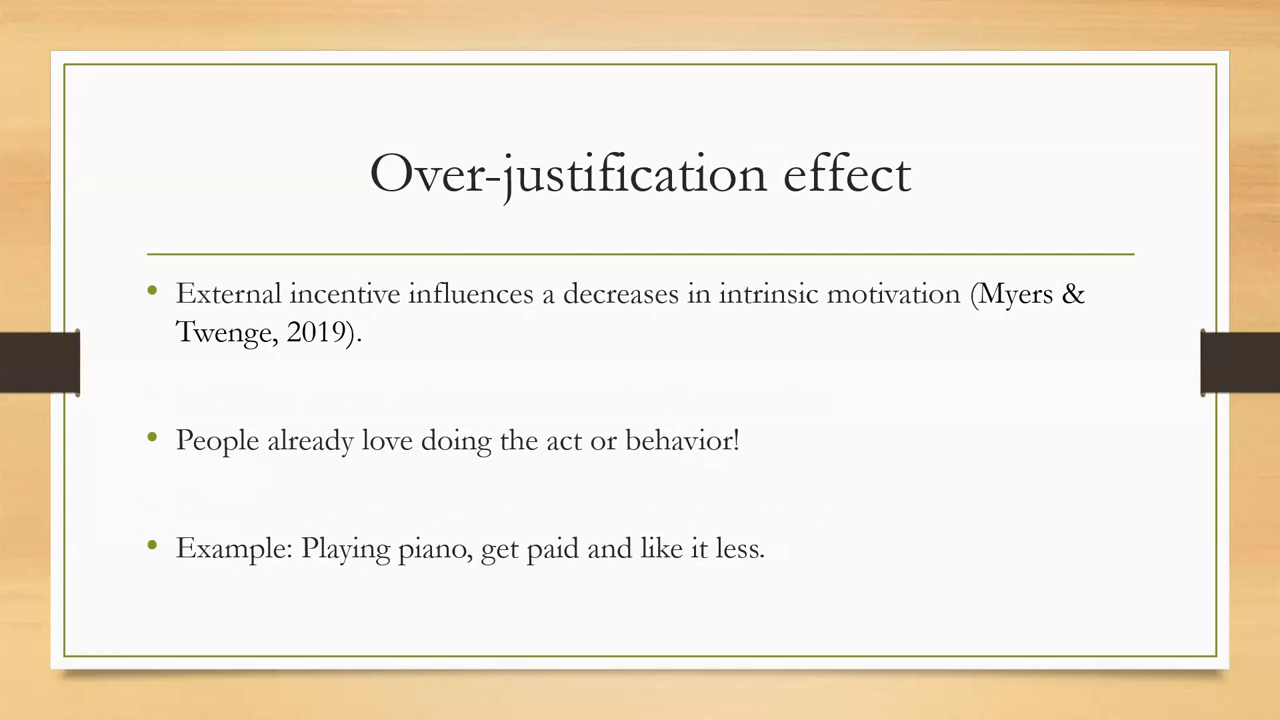 Over-justification effect
• External incentive influences a decreases in intrinsic motivation (Myers &
Twenge, 2019).
• People already love doing the act or behavior!
• Example: Playing piano, get paid and like it less.